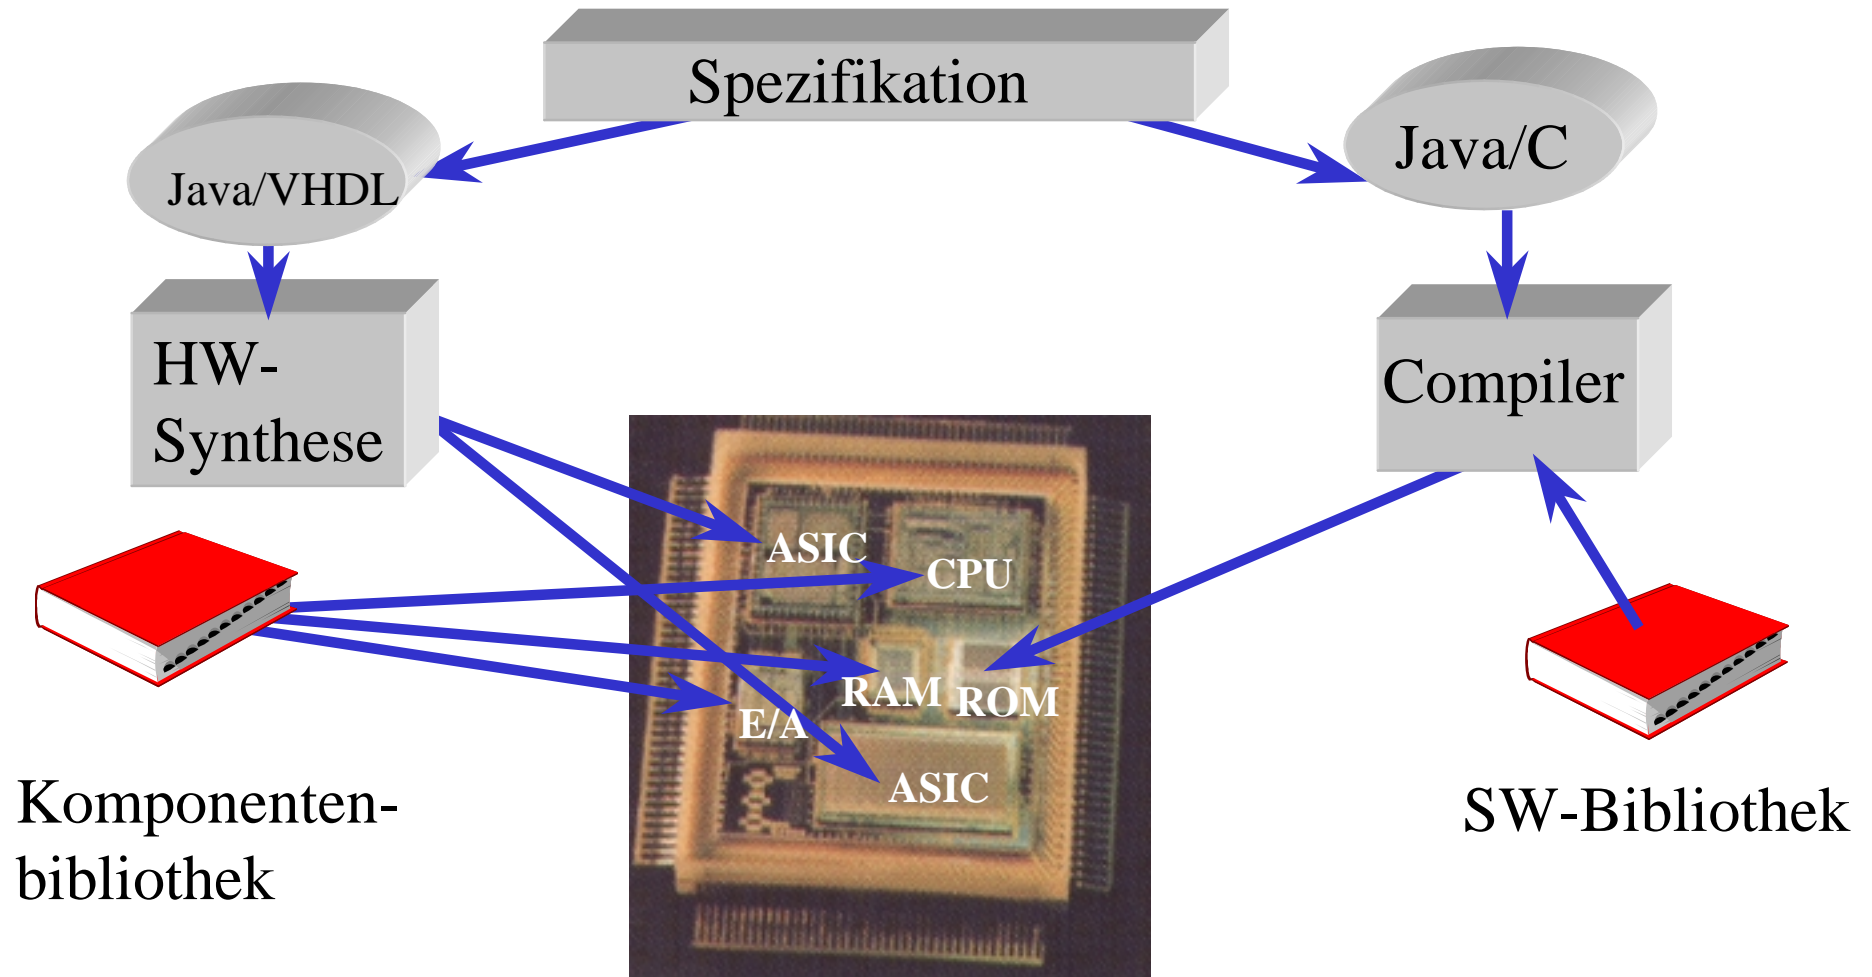 Spezifikation
Java/VHDL
Java/C
HW-
Synthese
Compiler
ASIC
CPU
RAM
ROM
E/A
ASIC
Komponenten-
bibliothek
SW-Bibliothek